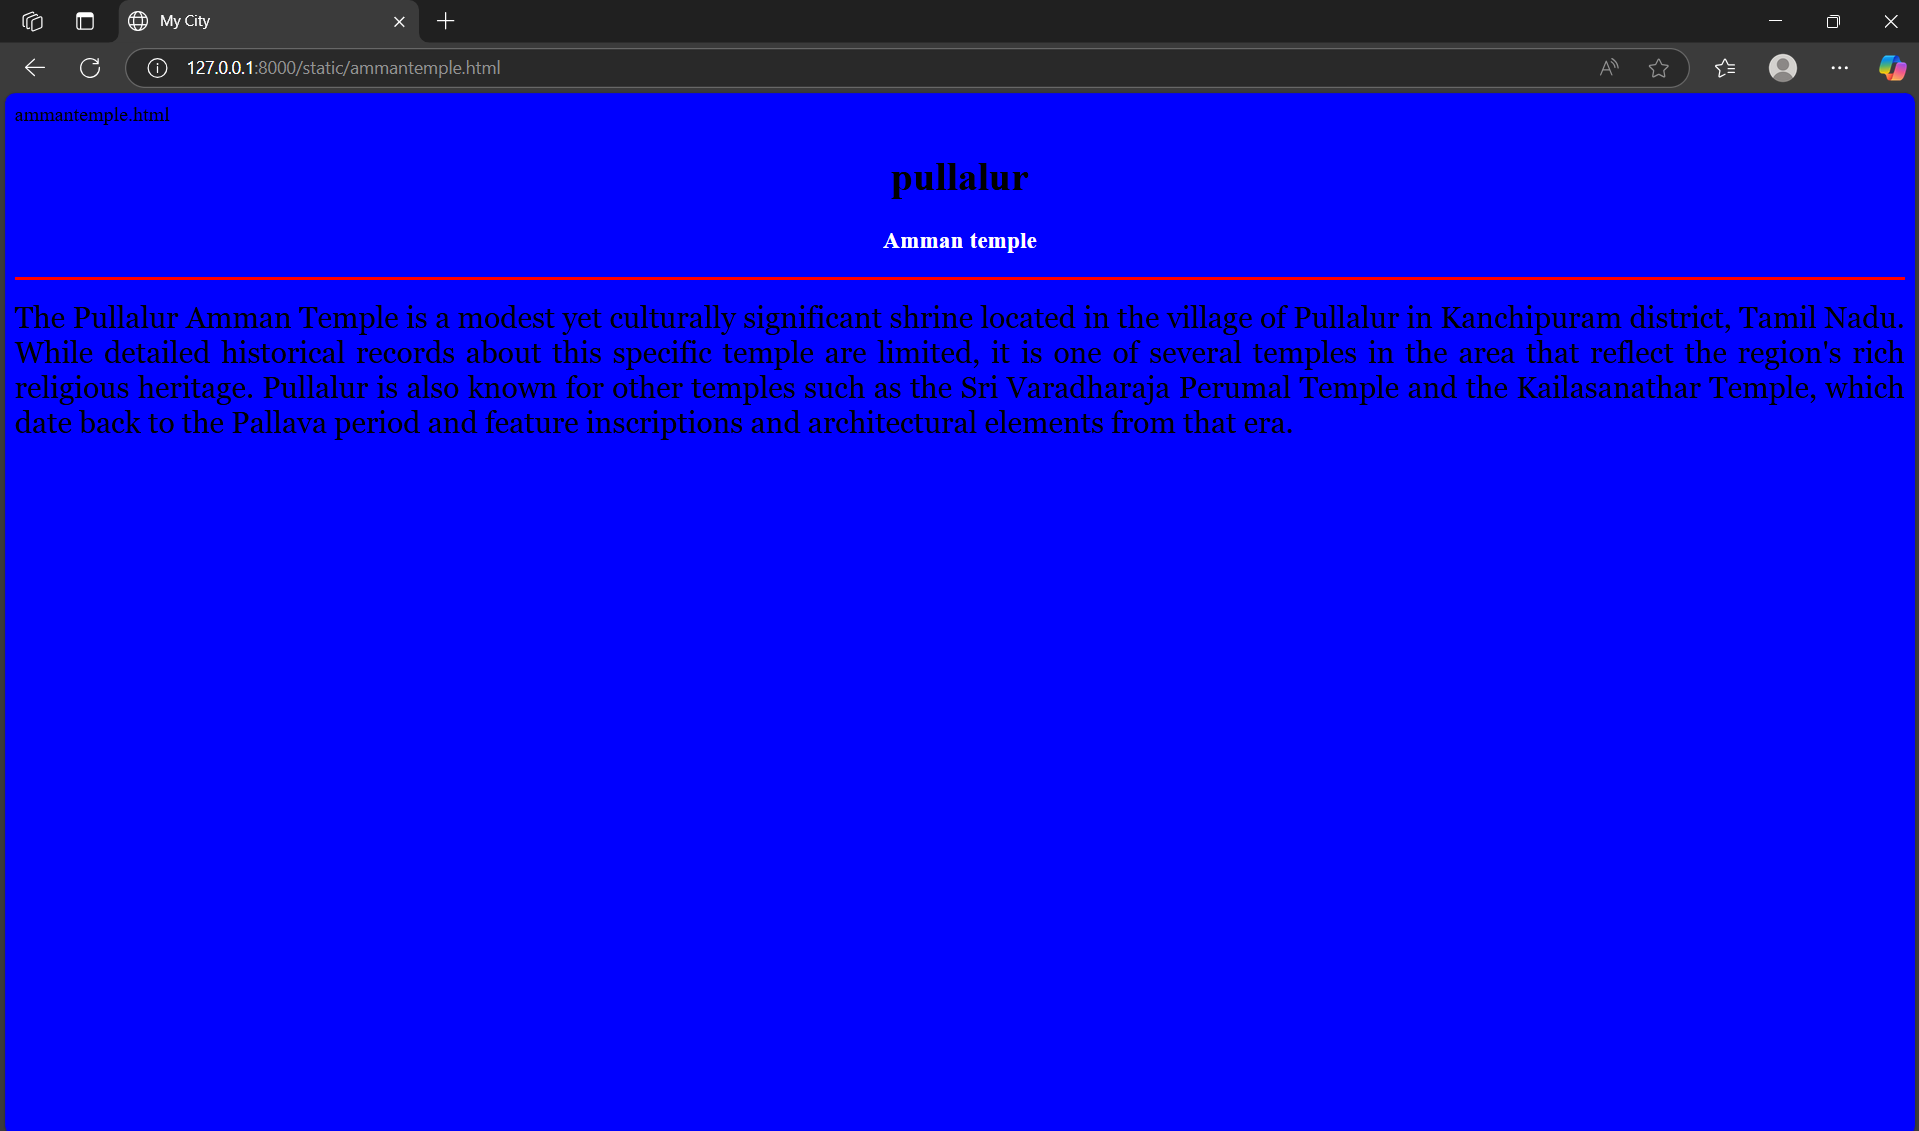 My City
127.0.0.1:8000/static/ammantemple.html
ammantemple.html
pullalur
Amman temple
The Pullalur Amman Temple is a modest yet culturally significant shrine located in the village of Pullalur in Kanchipuram district, Tamil Nadu.
While detailed historical records about this specific temple are limited, it is one of several temples in the area that reflect the region's rich
religious heritage. Pullalur is also known for other temples such as the Sri Varadharaja Perumal Temple and the Kailasanathar Temple, which
date back to the Pallava period and feature inscriptions and architectural elements from that era.